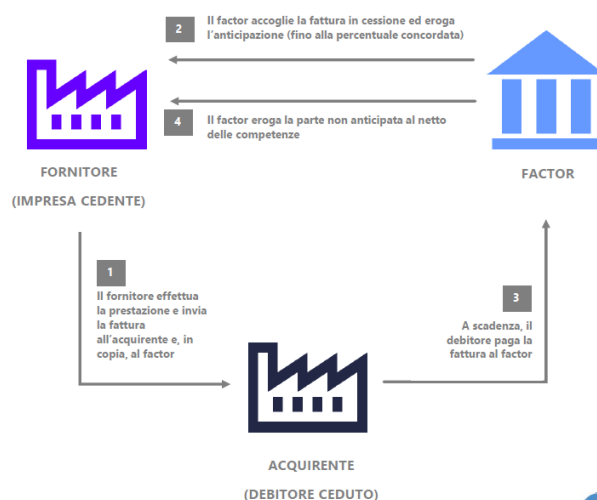 2
Il factor accoglie la fattura in cessione ed eroga
l'anticipazione (fino alla percentuale concordata)
4
Il factor eroga la parte non anticipata al netto
delle competenze
FORNITORE
(IMPRESA CEDENTE)
FACTOR
1
Il fornitore effettua
la prestazione e invia
la fattura
all'acquirente e, in
copia, al factor
3
A scadenza, il
debitore paga la
fattura al factor
ACQUIRENTE
(DEBITORE CEDUTO)